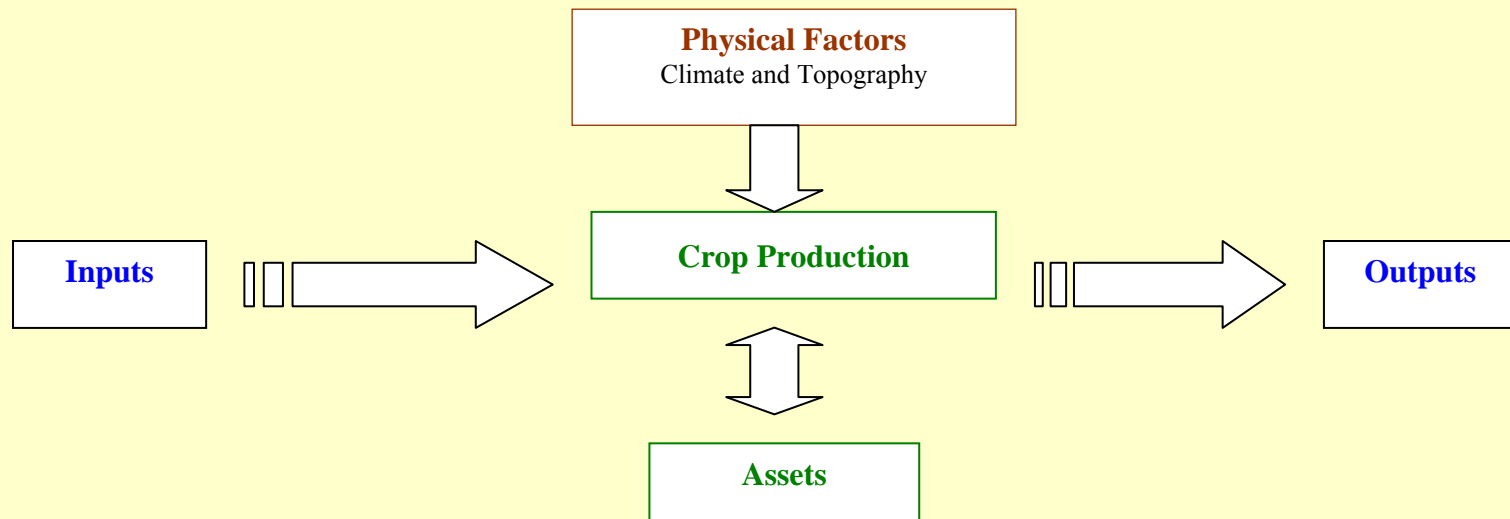 Physical Factors
Climate and Topography
Inputs
Crop Production
Outputs
Assets